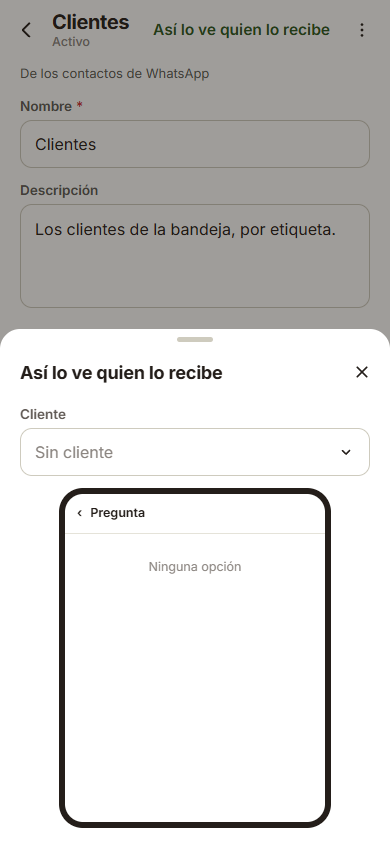 Clientes
Activo
Así lo ve quien lo recibe
De los contactos de WhatsApp
Nombre *
Clientes
Descripción
Los clientes de la bandeja, por etiqueta.
Así lo ve quien lo recibe
Cliente
Sin cliente
Pregunta
Ninguna opción